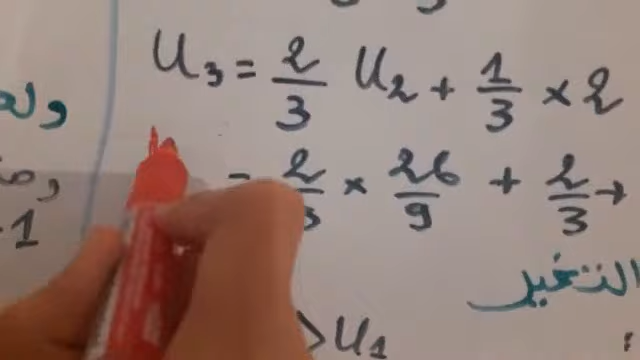 U₃ = 2/3 U₂ + 1/3 × 2
= 2/3 × 26/9 + 2/3 +
التغير
> U₁